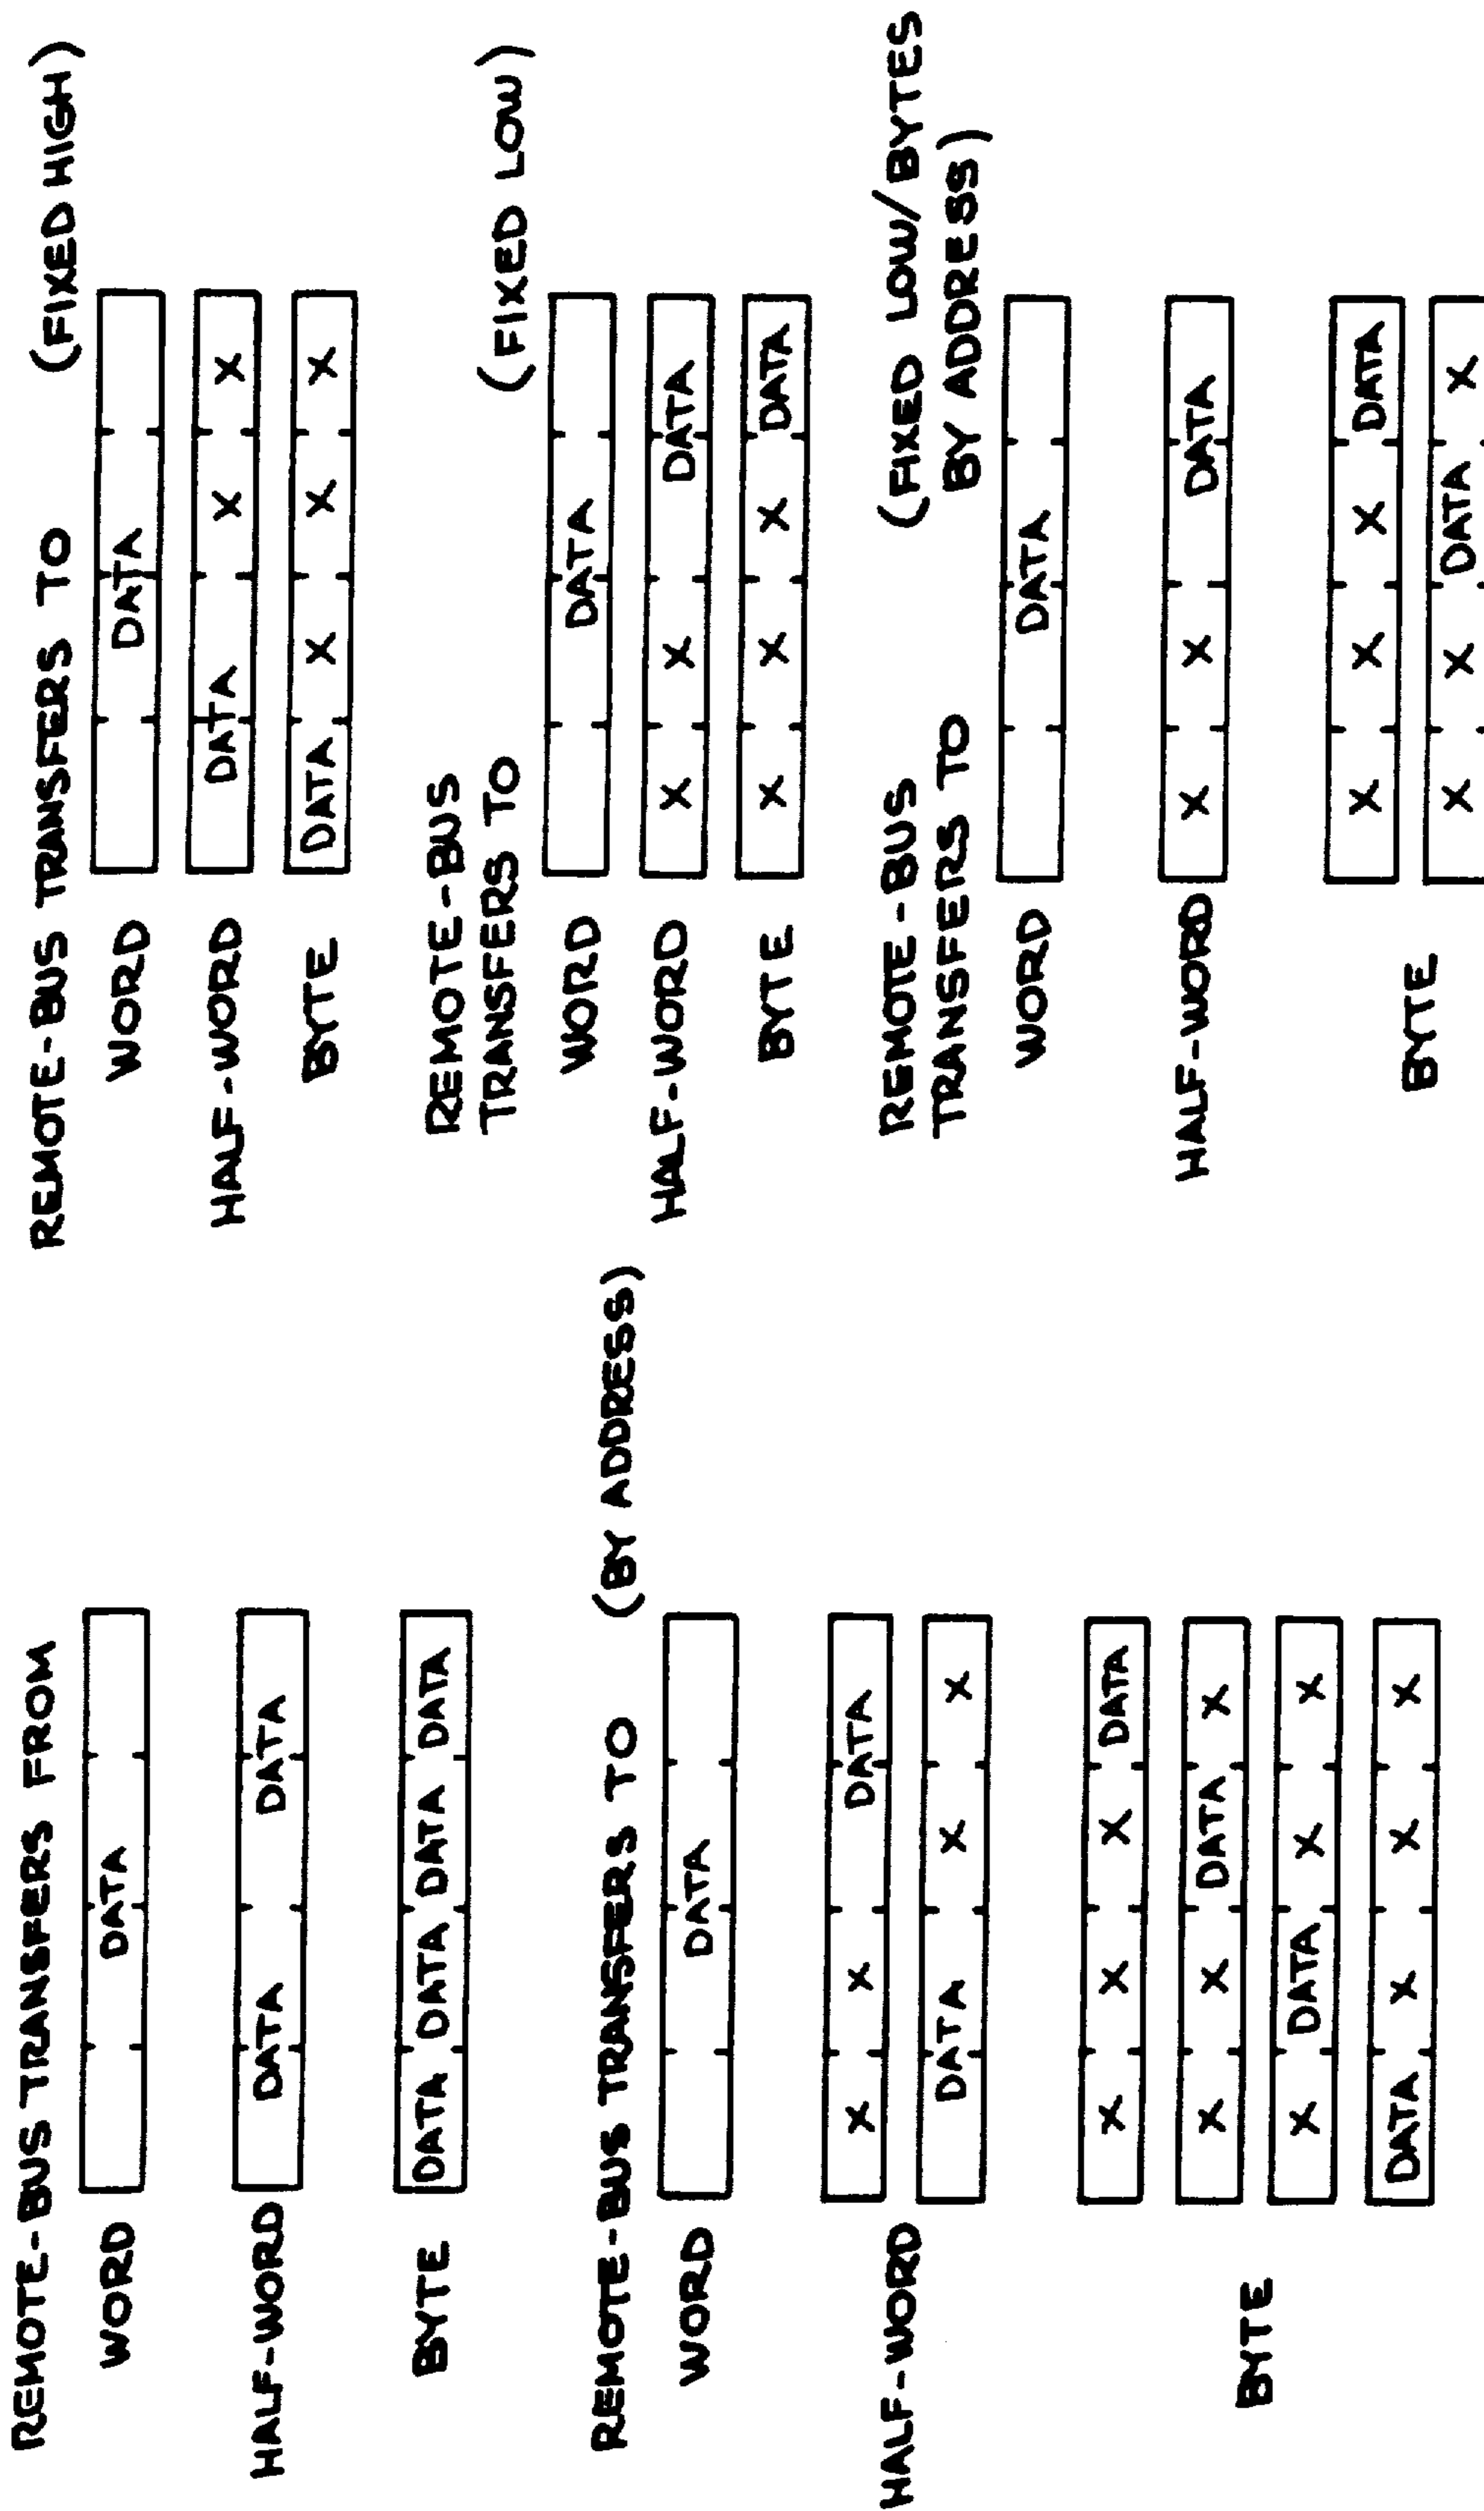 REMOTE-BUS TRANSFERS FROM
WORD DATA
HALF-WORD DATA DATA
BYTE DATA DATA DATA DATA
REMOTE-BUS TRANSFERS TO (BY ADDRESS)
WORD DATA
HALF-WORD
X X DATA
DATA X X
BYTE
X X X DATA
X X DATA X
X DATA X X
DATA X X X
REMOTE-BUS TRANSFERS TO (FIXED HIGH)
WORD DATA
HALF-WORD DATA X X
BYTE DATA X X X
REMOTE-BUS
TRANSFERS TO (FIXED LOW)
WORD DATA
HALF-WORD X X DATA
BYTE X X X DATA
REMOTE-BUS (FIXED LOW/BYTES
TRANSFERS TO BY ADDRESS)
WORD DATA
HALF-WORD X X DATA
BYTE
X X X DATA
X X DATA X